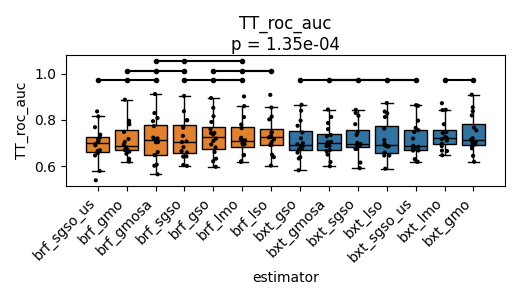 TT_roc_auc
p = 1.35e-04
TT_roc_auc
1.0
0.8
0.6
brf_sgso_us
brf_gmo
brf_gmosa
brf_sgso
brf_gso
brf_lmo
brf_lso
bxt_gso
bxt_gmosa
bxt_sgso
bxt_lso
bxt_sgso_us
bxt_lmo
bxt_gmo
estimator